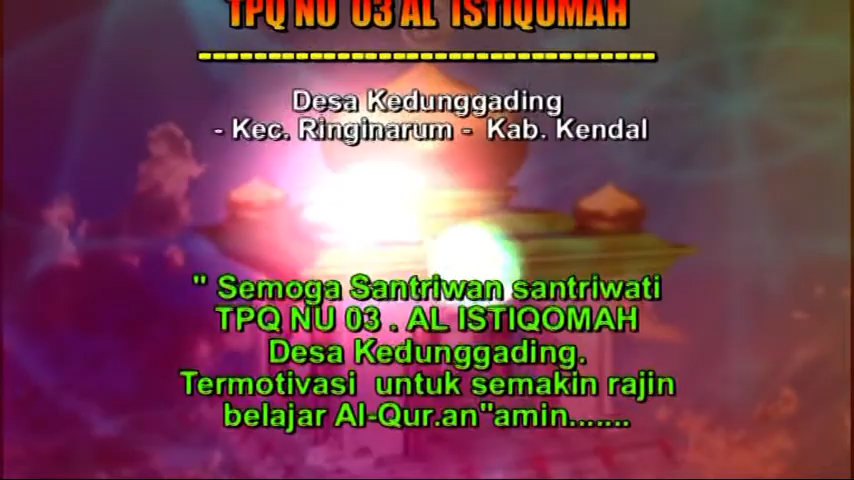 TPQ NU 03 AL ISTIQOMAH
---------------------------------
Desa Kedunggading
- Kec. Ringinarum - Kab. Kendal
" Semoga Santriwan santriwati
TPQ NU 03 . AL ISTIQOMAH
Desa Kedunggading.
Termotivasi untuk semakin rajin
belajar Al-Qur.an"amin.......